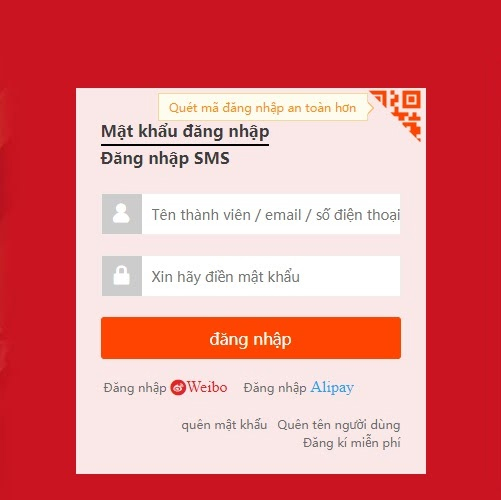 Quét mã đăng nhập an toàn hơn
Mật khẩu đăng nhập
Đăng nhập SMS
Tên thành viên / email / số điện thoại
Xin hãy điền mật khẩu
đăng nhập
Đăng nhập Weibo Đăng nhập Alipay
quên mật khẩu Quên tên người dùng
Đăng kí miễn phí